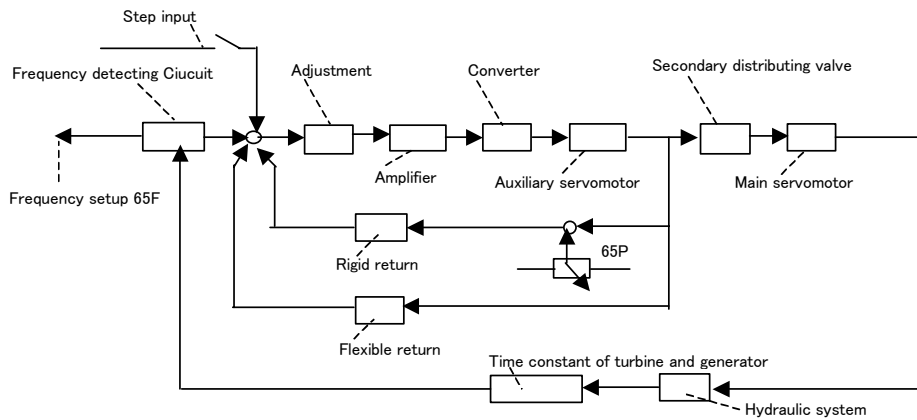 Step input
Frequency detecting Ciucuit
Adjustment
Converter
Secondary distributing valve
Amplifier
Auxiliary servomotor
Main servomotor
Frequency setup 65F
65P
Rigid return
Flexible return
Time constant of turbine and generator
Hydraulic system